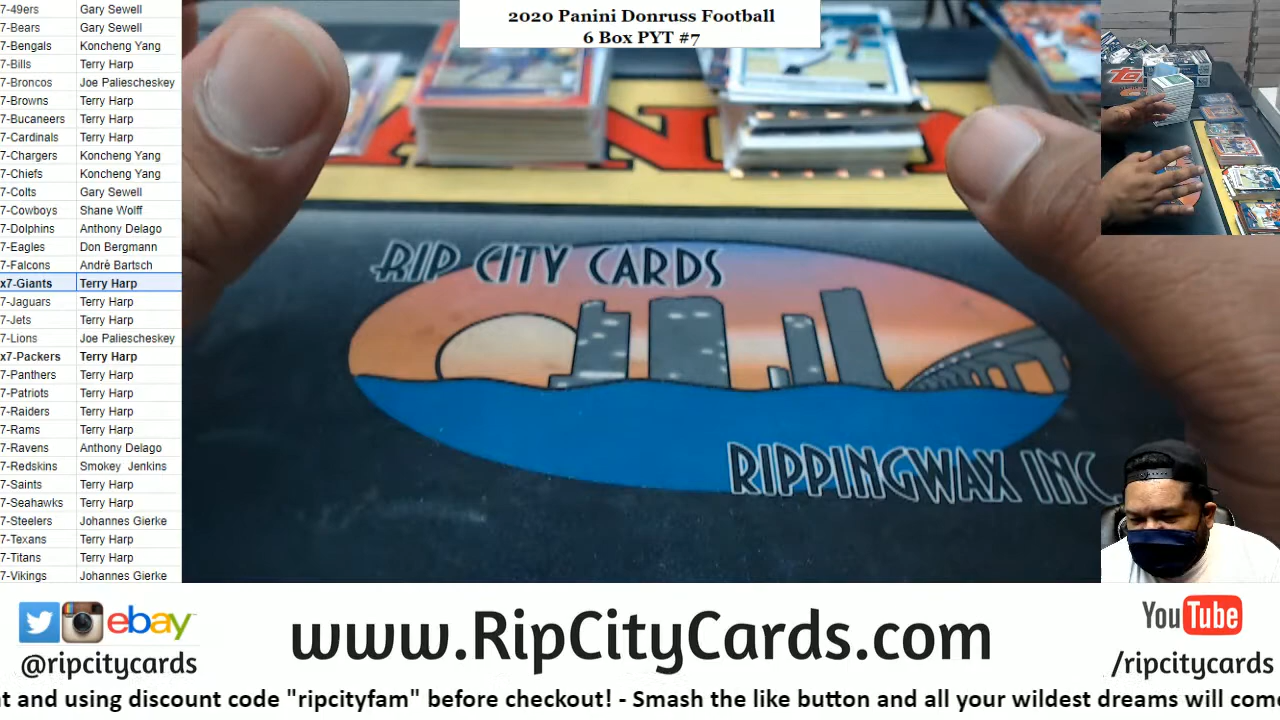 2020 Panini Donruss Football
6 Box PYT #7
7-49ers Gary Sewell
7-Bears Gary Sewell
7-Bengals Koncheng Yang
7-Bills Terry Harp
7-Broncos Joe Paliescheskey
7-Browns Terry Harp
7-Bucaneers Terry Harp
7-Cardinals Terry Harp
7-Chargers Koncheng Yang
7-Chiefs Koncheng Yang
7-Colts Gary Sewell
7-Cowboys Shane Wolff
7-Dolphins Anthony Delago
7-Eagles Don Bergmann
7-Falcons Andrè Bartsch
x7-Giants Terry Harp
7-Jaguars Terry Harp
7-Jets Terry Harp
7-Lions Joe Paliescheskey
x7-Packers Terry Harp
7-Panthers Terry Harp
7-Patriots Terry Harp
7-Raiders Terry Harp
7-Rams Terry Harp
7-Ravens Anthony Delago
7-Redskins Smokey Jenkins
7-Saints Terry Harp
7-Seahawks Terry Harp
7-Steelers Johannes Gierke
7-Texans Terry Harp
7-Titans Terry Harp
7-Vikings Johannes Gierke
RIP CITY CARDS
RIPPINGWAX INC.
ebay
@ripcitycards
www.RipCityCards.com
YouTube
/ripcitycards
t and using discount code "ripcityfam" before checkout! - Smash the like button and all your wildest dreams will come